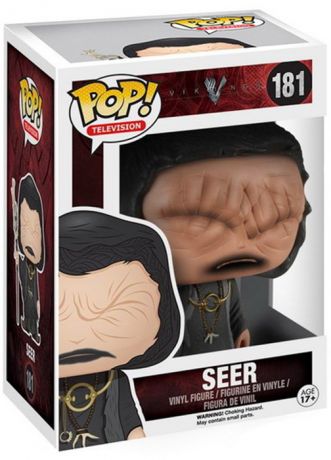 POP!
TELEVISION
VIKINGS
181
SEER
181
SEER
VINYL FIGURE / FIGURINE EN VINYLE /
FIGURA DE VINIL
WARNING: Choking Hazard.
May contain small parts.
AGE
17+